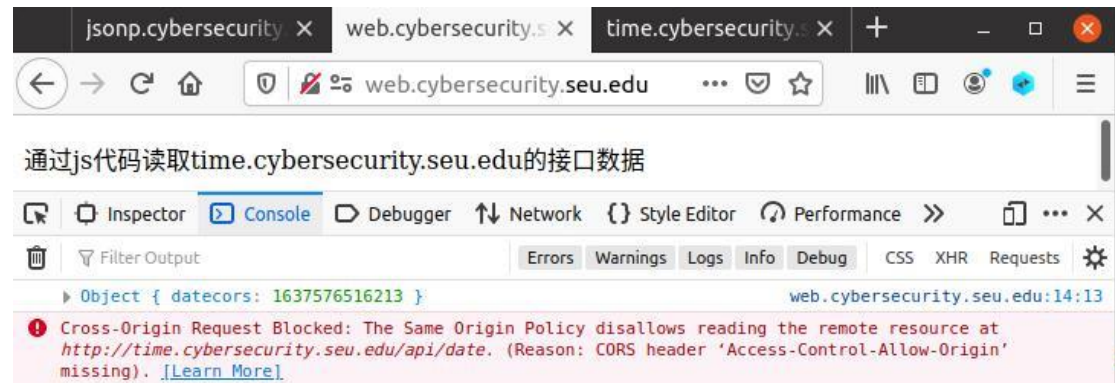 jsonp.cybersecurity.
web.cybersecurity.s
time.cybersecurity.s
web.cybersecurity.seu.edu
通过js代码读取time.cybersecurity.seu.edu的接口数据
Inspector Console Debugger Network Style Editor Performance
Filter Output Errors Warnings Logs Info Debug CSS XHR Requests
Object { datecors: 1637576516213 } web.cybersecurity.seu.edu:14:13
Cross-Origin Request Blocked: The Same Origin Policy disallows reading the remote resource at
http://time.cybersecurity.seu.edu/api/date. (Reason: CORS header ‘Access-Control-Allow-Origin’
missing). [Learn More]